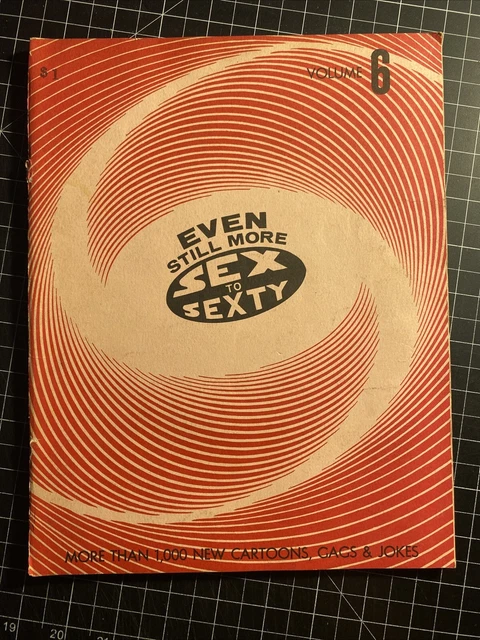 $1
VOLUME 6
EVEN
STILL MORE
SEX
TO
SEXTY
MORE THAN 1,000 NEW CARTOONS, GAGS & JOKES
19
20